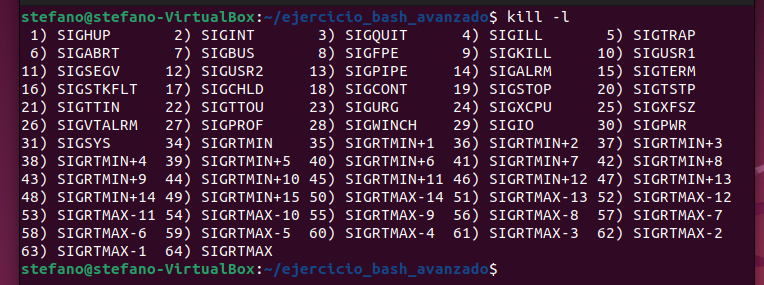 stefano@stefano-VirtualBox:~/ejercicio_bash_avanzado$ kill -l
 1) SIGHUP       2) SIGINT       3) SIGQUIT      4) SIGILL       5) SIGTRAP
 6) SIGABRT      7) SIGBUS       8) SIGFPE       9) SIGKILL     10) SIGUSR1
11) SIGSEGV     12) SIGUSR2     13) SIGPIPE     14) SIGALRM     15) SIGTERM
16) SIGSTKFLT   17) SIGCHLD     18) SIGCONT     19) SIGSTOP     20) SIGTSTP
21) SIGTTIN     22) SIGTTOU     23) SIGURG      24) SIGXCPU     25) SIGXFSZ
26) SIGVTALRM   27) SIGPROF     28) SIGWINCH    29) SIGIO       30) SIGPWR
31) SIGSYS      34) SIGRTMIN    35) SIGRTMIN+1  36) SIGRTMIN+2  37) SIGRTMIN+3
38) SIGRTMIN+4  39) SIGRTMIN+5  40) SIGRTMIN+6  41) SIGRTMIN+7  42) SIGRTMIN+8
43) SIGRTMIN+9  44) SIGRTMIN+10 45) SIGRTMIN+11 46) SIGRTMIN+12 47) SIGRTMIN+13
48) SIGRTMIN+14 49) SIGRTMIN+15 50) SIGRTMAX-14 51) SIGRTMAX-13 52) SIGRTMAX-12
53) SIGRTMAX-11 54) SIGRTMAX-10 55) SIGRTMAX-9  56) SIGRTMAX-8  57) SIGRTMAX-7
58) SIGRTMAX-6  59) SIGRTMAX-5  60) SIGRTMAX-4  61) SIGRTMAX-3  62) SIGRTMAX-2
63) SIGRTMAX-1  64) SIGRTMAX
stefano@stefano-VirtualBox:~/ejercicio_bash_avanzado$